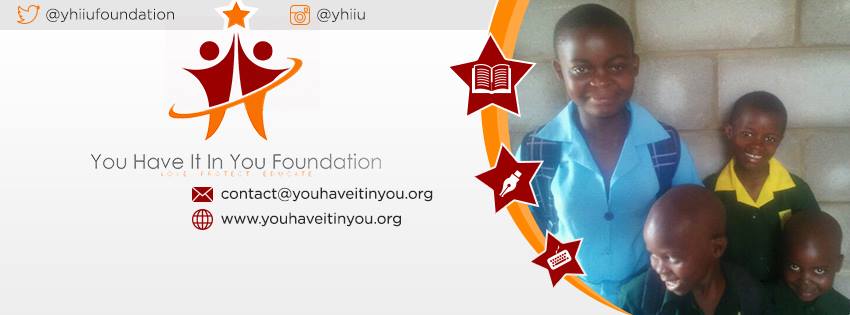 @yhiiufoundation
@yhiiu
You Have It In You Foundation
LOVE PROTECT EDUCATE
contact@youhaveitinyou.org
www.youhaveitinyou.org